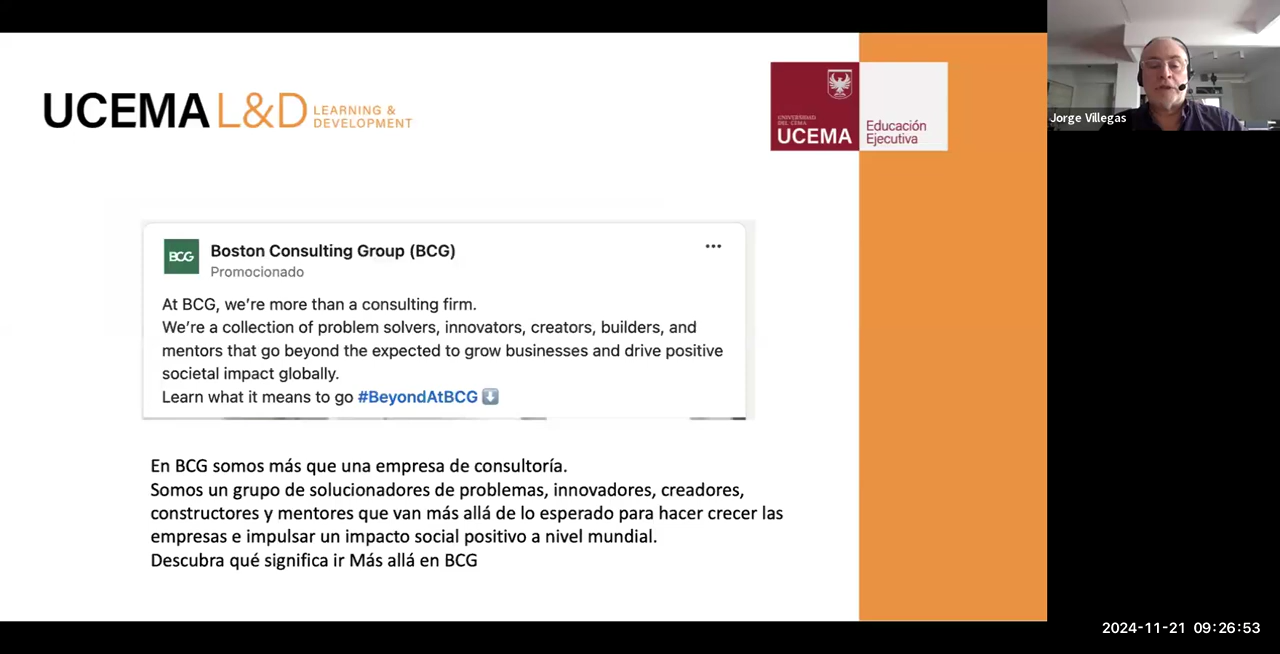 UCEMA L&D LEARNING &
DEVELOPMENT
UNIVERSIDAD
DEL CEMA
UCEMA
Educación
Ejecutiva
Jorge Villegas
BCG
Boston Consulting Group (BCG)
Promocionado
...
At BCG, we're more than a consulting firm.
We're a collection of problem solvers, innovators, creators, builders, and
mentors that go beyond the expected to grow businesses and drive positive
societal impact globally.
Learn what it means to go #BeyondAtBCG ⬇️
En BCG somos más que una empresa de consultoría.
Somos un grupo de solucionadores de problemas, innovadores, creadores,
constructores y mentores que van más allá de lo esperado para hacer crecer las
empresas e impulsar un impacto social positivo a nivel mundial.
Descubra qué significa ir Más allá en BCG
2024-11-21 09:26:53